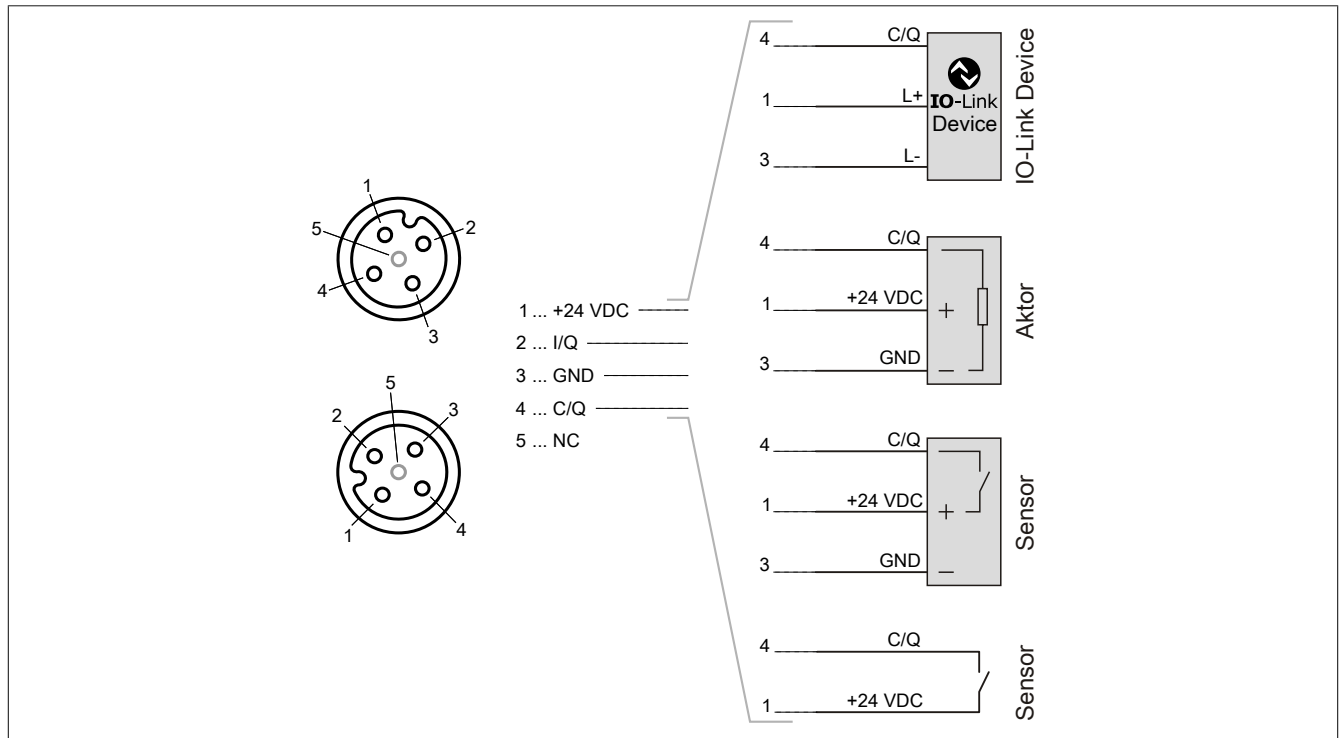 1
2
5
4
3
5
2
3
1
4
1 ... +24 VDC
2 ... I/Q
3 ... GND
4 ... C/Q
5 ... NC
4 C/Q
1 L+
3 L-
IO-Link
Device
IO-Link Device
4 C/Q
1 +24 VDC +
3 GND –
Aktor
4 C/Q
1 +24 VDC +
3 GND –
Sensor
4 C/Q
1 +24 VDC
Sensor